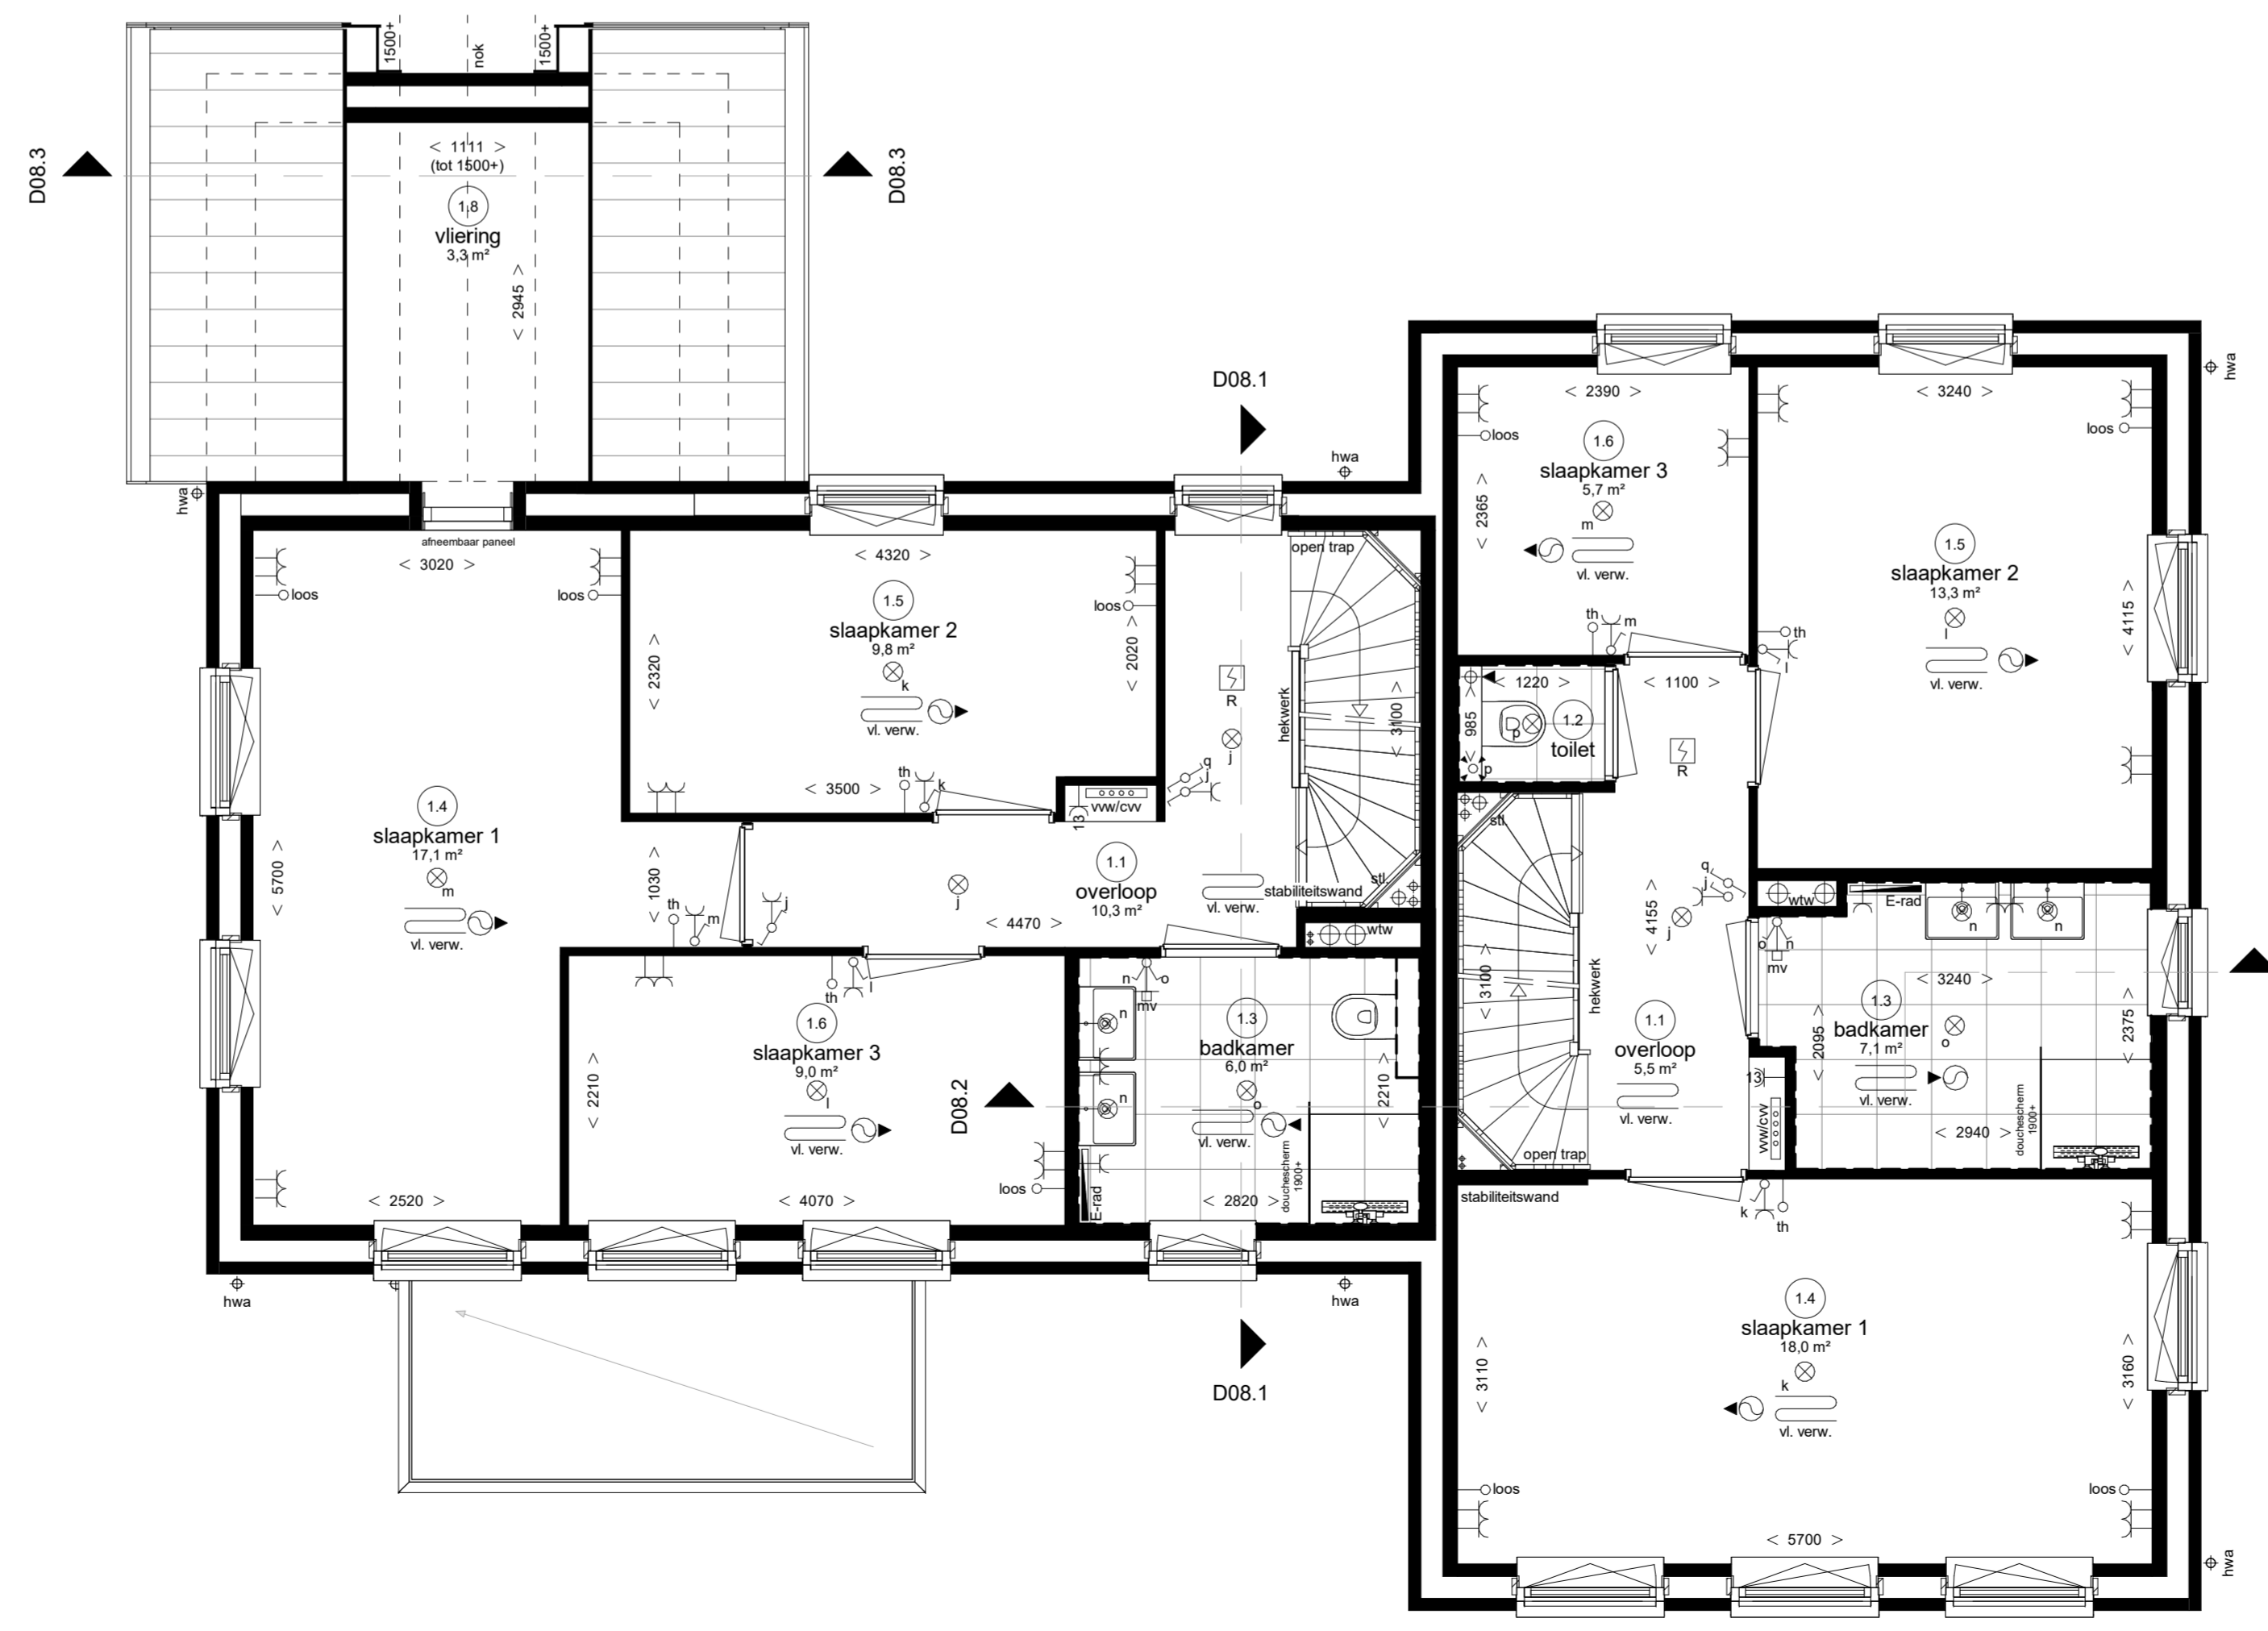 1500+
nok
1500+
D08.3
< 1111 >
(tot 1500+)
D08.3
1.8
vliering
3,3 m²
< 2945 >
hwa
afneembaar paneel
< 3020 >
loos
loos
1.4
slaapkamer 1
17,1 m²
m
vl. verw.
< 5700 >
< 2520 >
< 1030 >
th
m
< 4320 >
1.5
slaapkamer 2
9,8 m²
k
vl. verw.
< 2320 >
< 2020 >
loos
< 3500 >
th
k
vvw/cvv
13
j
j
1.1
overloop
10,3 m²
< 4470 >
vl. verw.
D08.1
hwa
open trap
R
j
q
j
hekwerk
< 3100 >
stl.
stabiliteitswand
wtw
l
th
1.6
slaapkamer 3
9,0 m²
l
vl. verw.
< 2210 >
< 4070 >
loos
D08.2
n
o
mv
n
n
1.3
badkamer
6,0 m²
o
vl. verw.
< 2210 >
< 2820 >
douchescherm
1900+
E-rad
hwa
hwa
D08.1
hwa
< 2390 >
loos
1.6
slaapkamer 3
5,7 m²
m
vl. verw.
< 2365 >
th
m
< 3240 >
loos
1.5
slaapkamer 2
13,3 m²
l
vl. verw.
< 4115 >
th
l
< 1220 >
< 985 >
p
p
1.2
toilet
< 1100 >
R
stl.
q
j
j
< 4155 >
< 3100 >
hekwerk
1.1
overloop
5,5 m²
vl. verw.
open trap
stabiliteitswand
13
vvw/cvv
wtw
E-rad
n
n
o
n
mv
< 3240 >
1.3
badkamer
7,1 m²
o
vl. verw.
< 2095 >
< 2375 >
< 2940 >
douchescherm
1900+
k
th
1.4
slaapkamer 1
18,0 m²
k
vl. verw.
< 3110 >
< 3160 >
loos
loos
< 5700 >
hwa